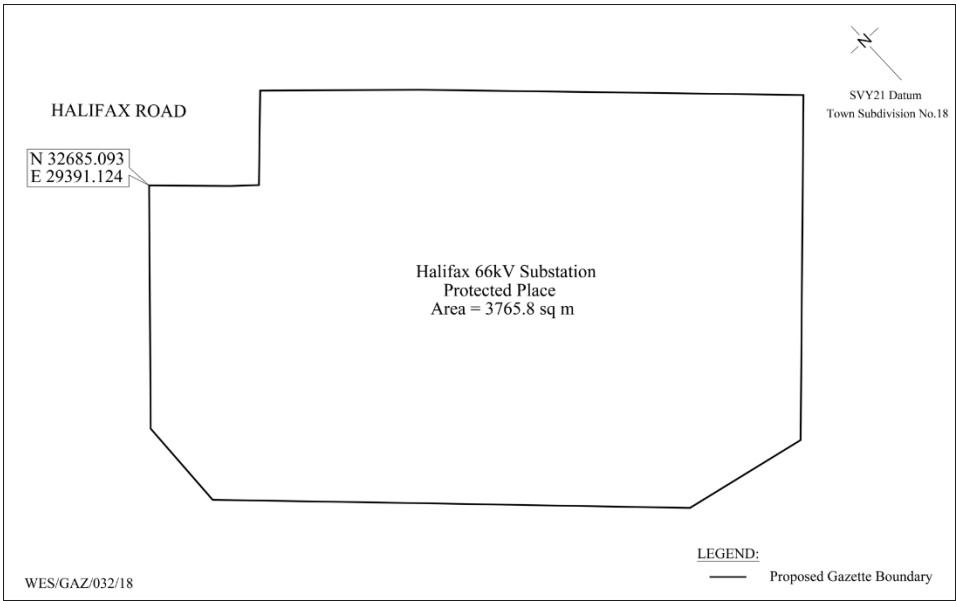 N
SVY21 Datum
Town Subdivision No.18
HALIFAX ROAD
N 32685.093
E 29391.124
Halifax 66kV Substation
Protected Place
Area = 3765.8 sq m
LEGEND:
Proposed Gazette Boundary
WES/GAZ/032/18